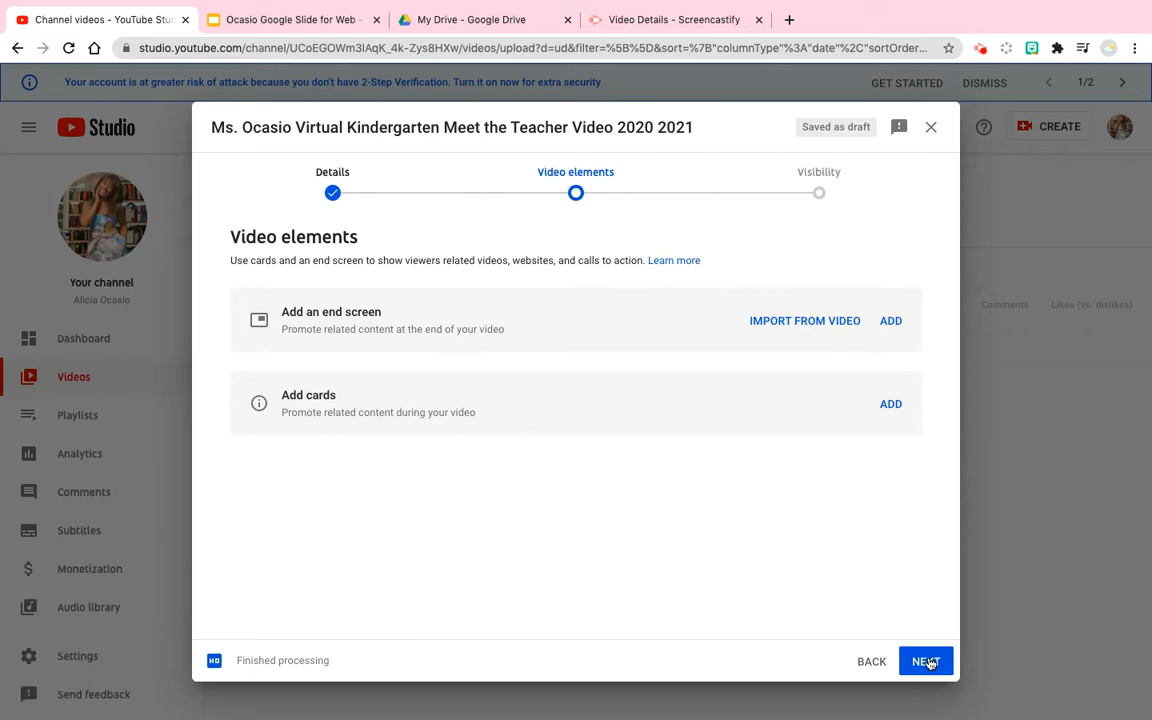 Channel videos - YouTube Stu
Ocasio Google Slide for Web -
My Drive - Google Drive
Video Details - Screencastify
studio.youtube.com/channel/UCoEGOWm3lAqK_4k-Zys8HXw/videos/upload?d=ud&filter=%5B%5D&sort=%7B"columnType"%3A"date"%2C"sortOrder...
Your account is at greater risk of attack because you don't have 2-Step Verification. Turn it on now for extra security
GET STARTED
DISMISS
1/2
Studio
CREATE
Ms. Ocasio Virtual Kindergarten Meet the Teacher Video 2020 2021
Saved as draft
Details
Video elements
Visibility
Video elements
Use cards and an end screen to show viewers related videos, websites, and calls to action. Learn more
Add an end screen
Promote related content at the end of your video
IMPORT FROM VIDEO
ADD
Add cards
Promote related content during your video
ADD
Your channel
Alicia Ocasio
Dashboard
Videos
Playlists
Analytics
Comments
Subtitles
Monetization
Audio library
Settings
Send feedback
Comments
Likes (vs. dislikes)
HD
Finished processing
BACK
NEXT